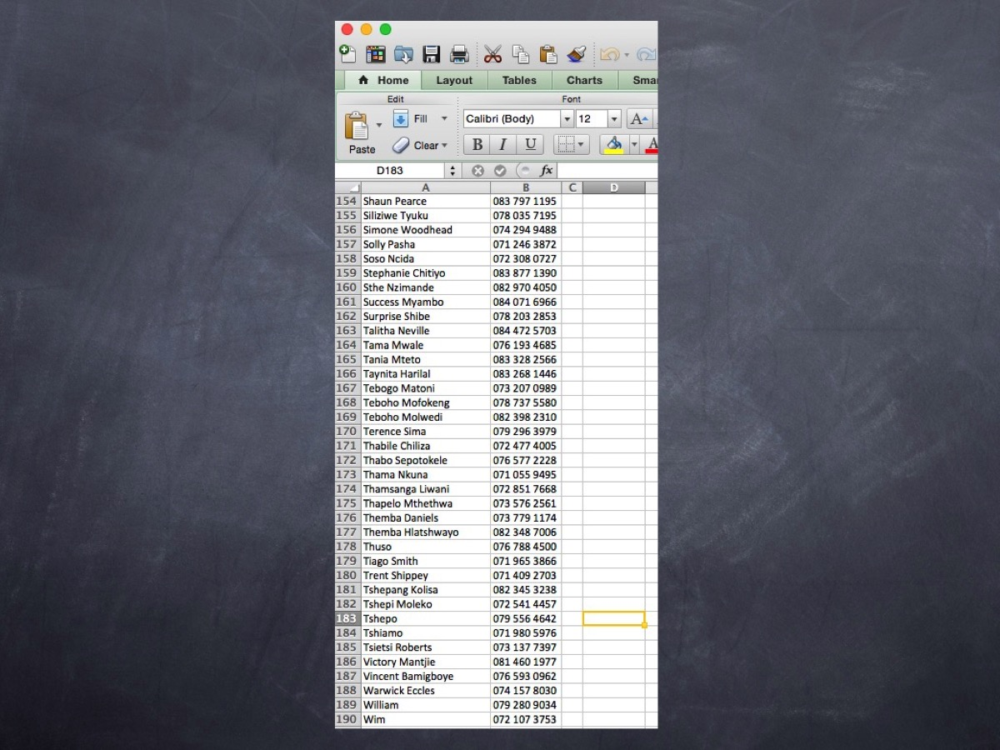 Home Layout Tables Charts Smar
Edit Font
Fill Calibri (Body) 12 A
Paste Clear B I U A
D183 fx
A B C D
154 Shaun Pearce 083 797 1195
155 Siliziwe Tyuku 078 035 7195
156 Simone Woodhead 074 294 9488
157 Solly Pasha 071 246 3872
158 Soso Ncida 072 308 0727
159 Stephanie Chitiyo 083 877 1390
160 Sthe Nzimande 082 970 4050
161 Success Myambo 084 071 6966
162 Surprise Shibe 078 203 2853
163 Talitha Neville 084 472 5703
164 Tama Mwale 076 193 4685
165 Tania Mteto 083 328 2566
166 Taynita Harilal 083 268 1446
167 Tebogo Matoni 073 207 0989
168 Teboho Mofokeng 078 737 5580
169 Teboho Molwedi 082 398 2310
170 Terence Sima 079 296 3979
171 Thabile Chiliza 072 477 4005
172 Thabo Sepotokele 076 577 2228
173 Thama Nkuna 071 055 9495
174 Thamsanga Liwani 072 851 7668
175 Thapelo Mthethwa 073 576 2561
176 Themba Daniels 073 779 1174
177 Themba Hlatshwayo 082 348 7006
178 Thuso 076 788 4500
179 Tiago Smith 071 965 3866
180 Trent Shippey 071 409 2703
181 Tshepang Kolisa 082 345 3238
182 Tshepi Moleko 072 541 4457
183 Tshepo 079 556 4642
184 Tshiamo 071 980 5976
185 Tsietsi Roberts 073 137 7397
186 Victory Mantjie 081 460 1977
187 Vincent Bamigboye 076 593 0962
188 Warwick Eccles 074 157 8030
189 William 079 280 9034
190 Wim 072 107 3753